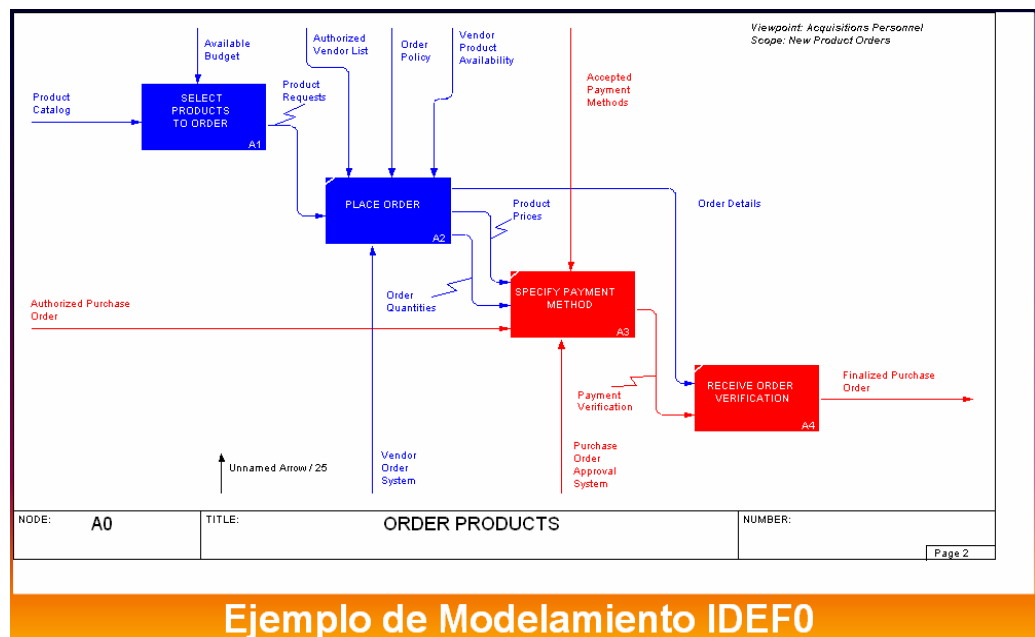 Viewpoint: Acquisitions Personnel
Scope: New Product Orders
Available
Budget
Authorized
Vendor List
Order
Policy
Vendor
Product
Availability
Accepted
Payment
Methods
Product
Catalog
SELECT
PRODUCTS
TO ORDER
A1
Product
Requests
PLACE ORDER
A2
Product
Prices
Order Details
Order
Quantities
Authorized Purchase
Order
SPECIFY PAYMENT
METHOD
A3
Payment
Verification
RECEIVE ORDER
VERIFICATION
A4
Finalized Purchase
Order
Unnamed Arrow / 25
Vendor
Order
System
Purchase
Order
Approval
System
NODE: A0
TITLE: ORDER PRODUCTS
NUMBER:
Page 2
Ejemplo de Modelamiento IDEF0